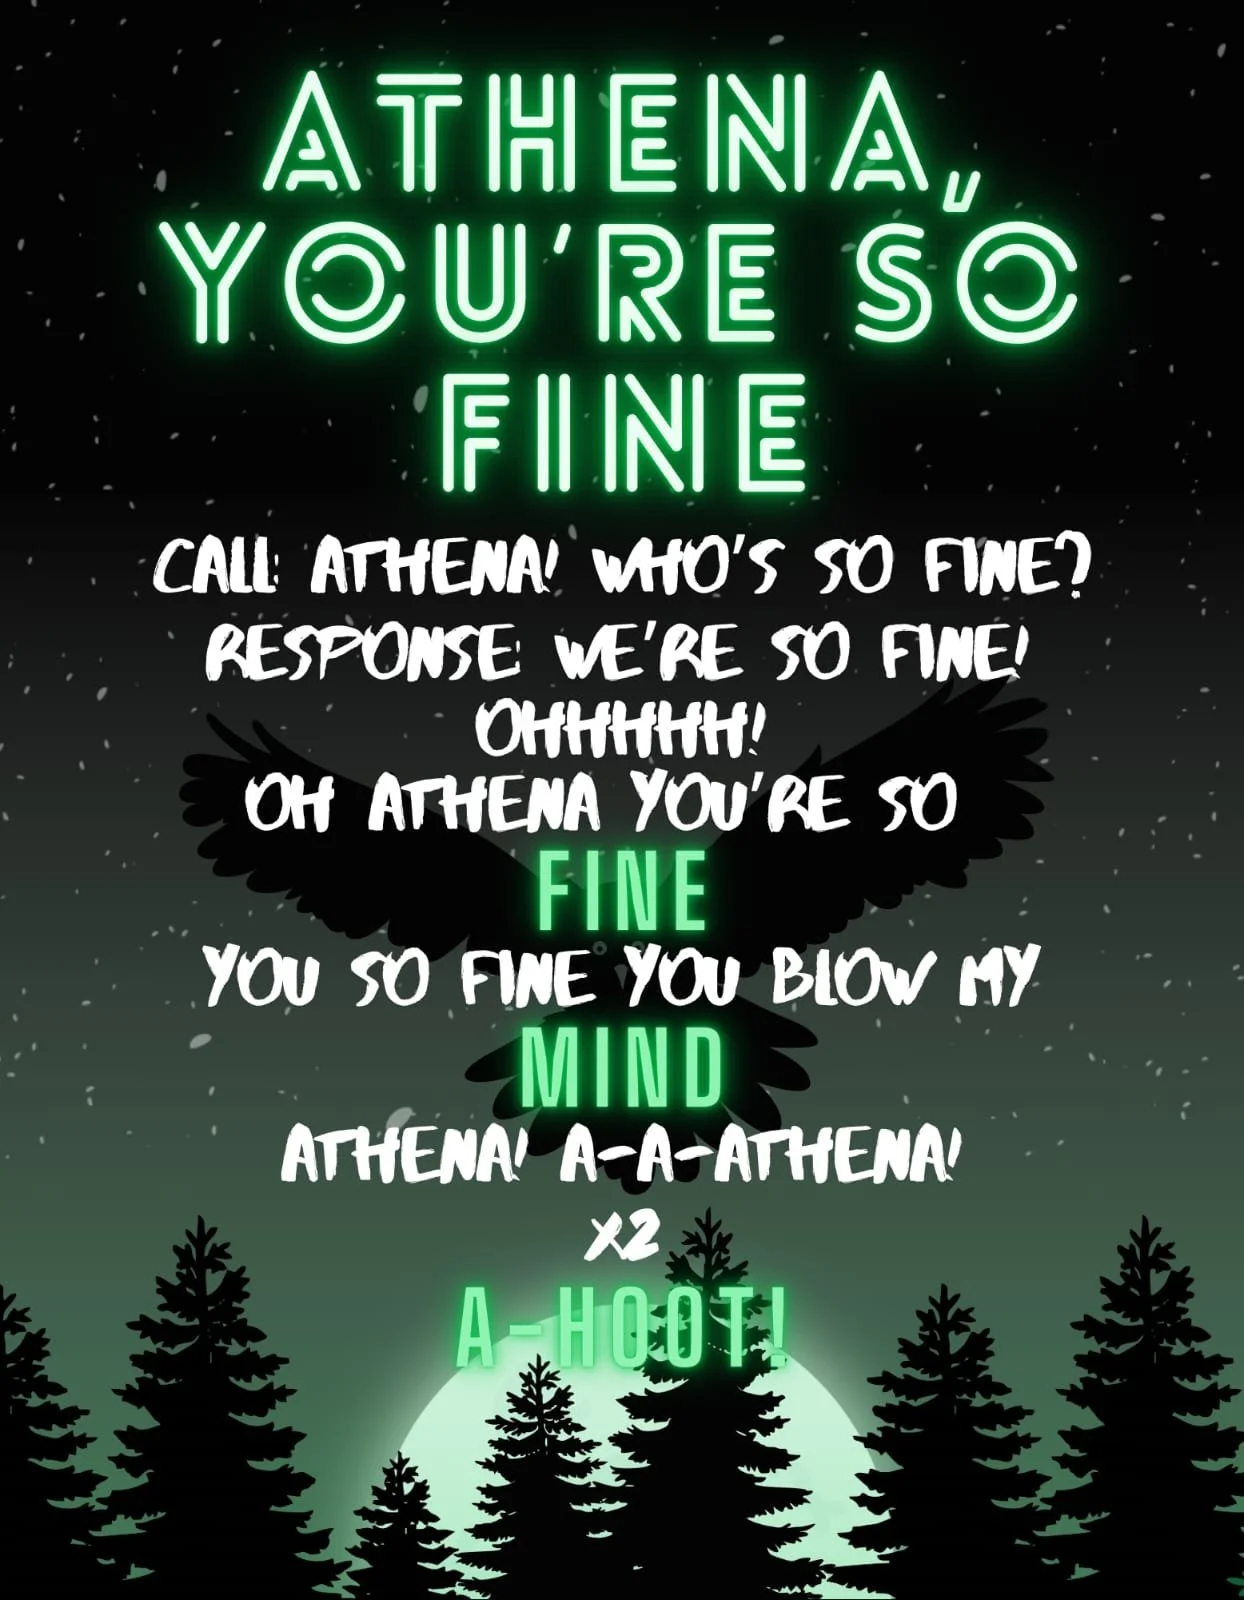 ATHENA,
YOU'RE SO
FINE
CALL: ATHENA! WHO'S SO FINE?
RESPONSE: WE'RE SO FINE!
OHHHHHH!
OH ATHENA YOU'RE SO
FINE
YOU SO FINE YOU BLOW MY
MIND
ATHENA! A-A-ATHENA!
X2
A-HOOT!